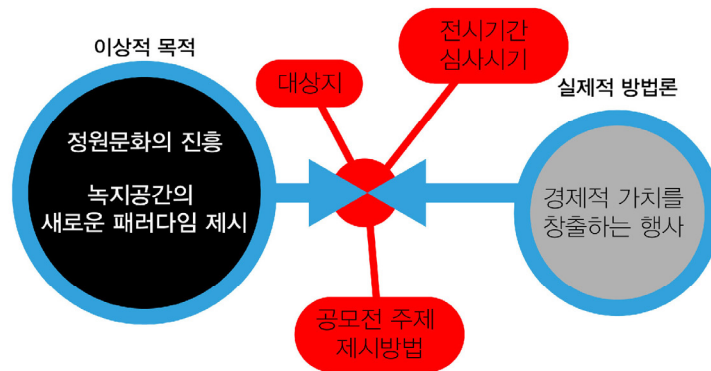 이상적 목적
정원문화의 진흥
녹지공간의
새로운 패러다임 제시
대상지
전시기간
심사시기
공모전 주제
제시방법
실제적 방법론
경제적 가치를
창출하는 행사